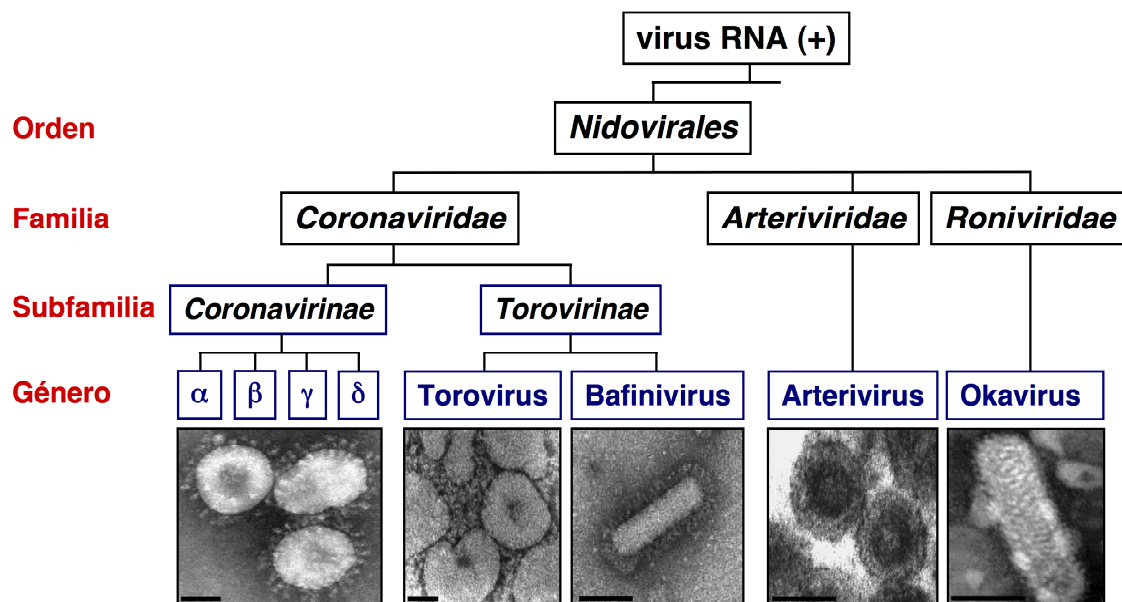 virus RNA (+)
Orden
Nidovirales
Familia
Coronaviridae
Arteriviridae
Roniviridae
Subfamilia
Coronavirinae
Torovirinae
Género
α
β
γ
δ
Torovirus
Bafinivirus
Arterivirus
Okavirus